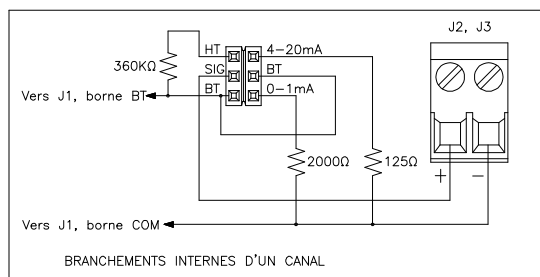 J2, J3
HT
4-20mA
360KΩ
SIG
BT
Vers J1, borne BT
BT
0-1mA
2000Ω
125Ω
+
-
Vers J1, borne COM
BRANCHEMENTS INTERNES D'UN CANAL